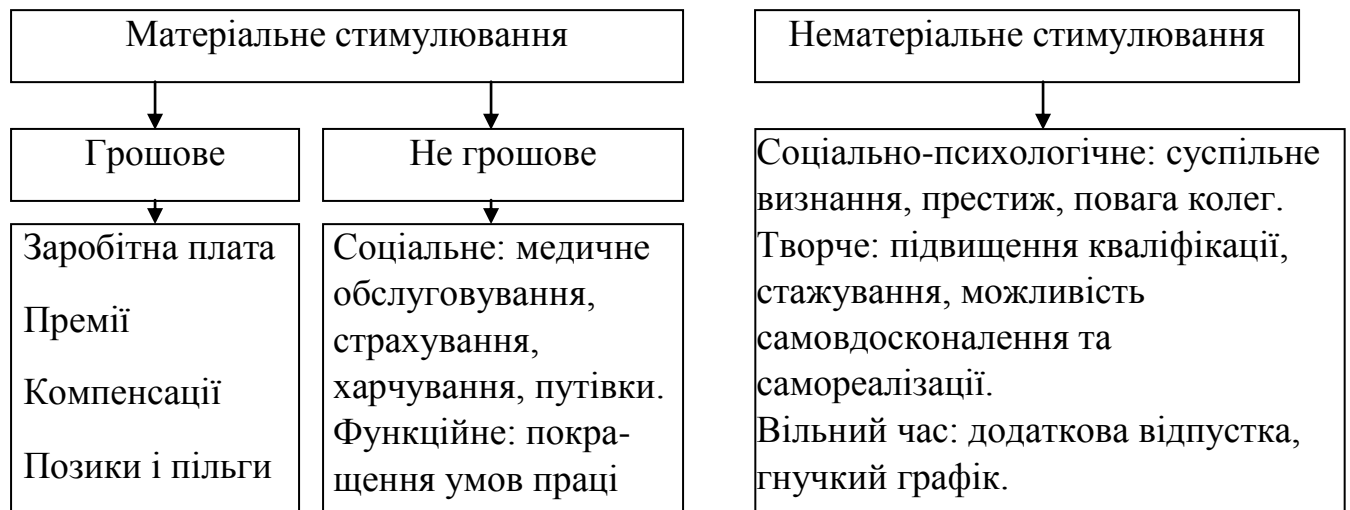 Матеріальне стимулювання
Нематеріальне стимулювання
Грошове
Не грошове
Заробітна плата
Премії
Компенсації
Позики і пільги
Соціальне: медичне
обслуговування,
страхування,
харчування, путівки.
Функційне: покра-
щення умов праці
Соціально-психологічне: суспільне
визнання, престиж, повага колег.
Творче: підвищення кваліфікації,
стажування, можливість
самовдосконалення та
самореалізації.
Вільний час: додаткова відпустка,
гнучкий графік.